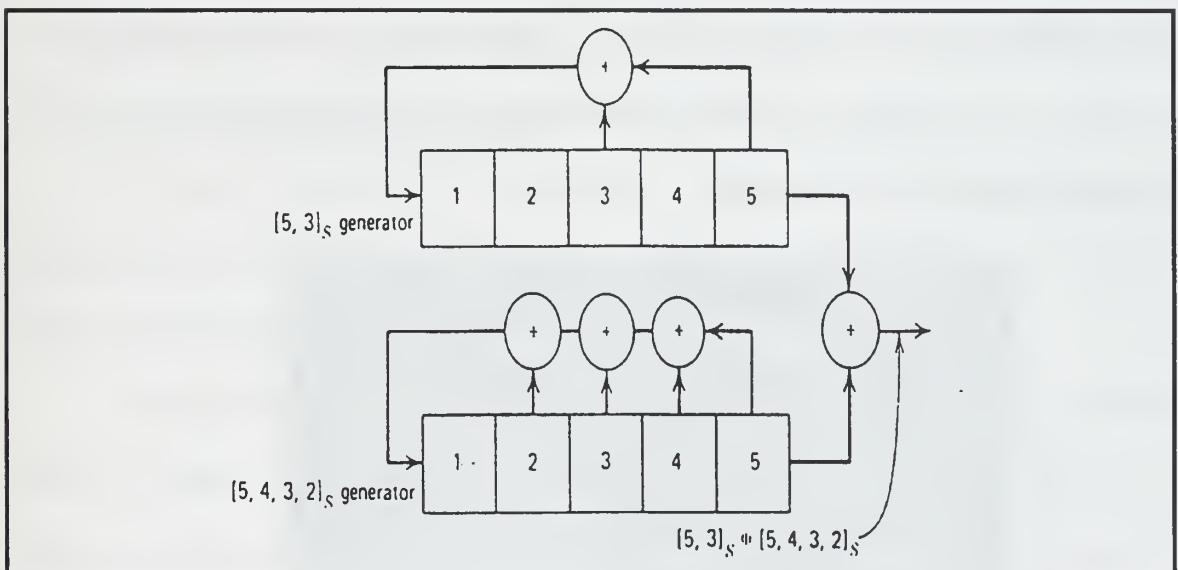 +
1 2 3 4 5
[5, 3]S generator
+ + + +
1 2 3 4 5
[5, 4, 3, 2]S generator
[5, 3]S [5, 4, 3, 2]S